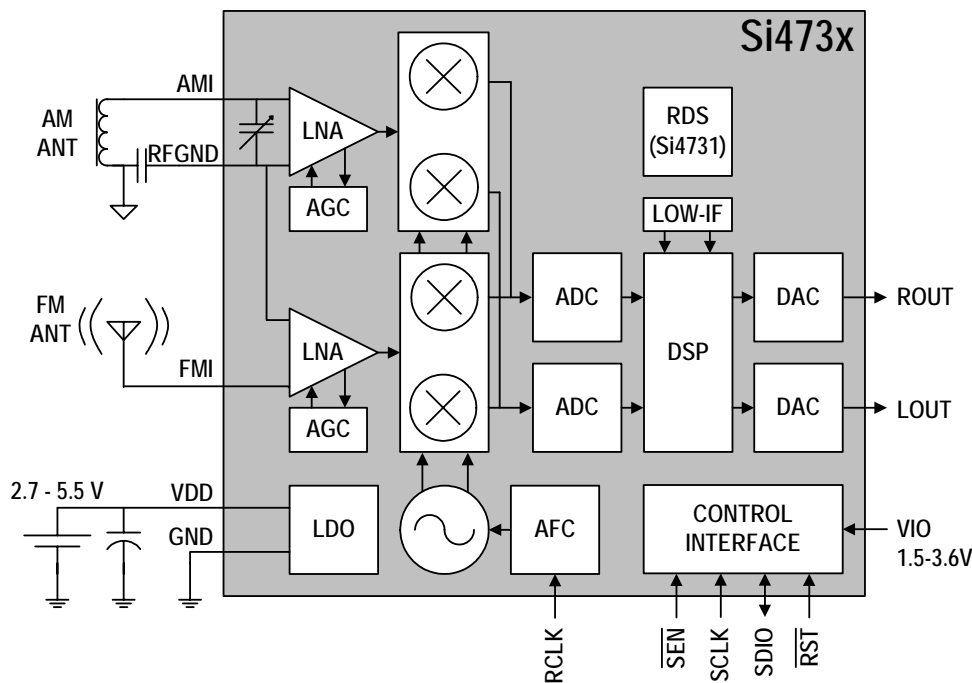 Si473x
AMI
AM
ANT
RFGND
LNA
AGC
RDS
(Si4731)
LOW-IF
FM
ANT
FMI
LNA
AGC
ADC
ADC
DSP
DAC
DAC
ROUT
LOUT
2.7 - 5.5 V
VDD
GND
LDO
AFC
CONTROL
INTERFACE
VIO
1.5-3.6V
RCLK
SEN
SCLK
SDIO
RST